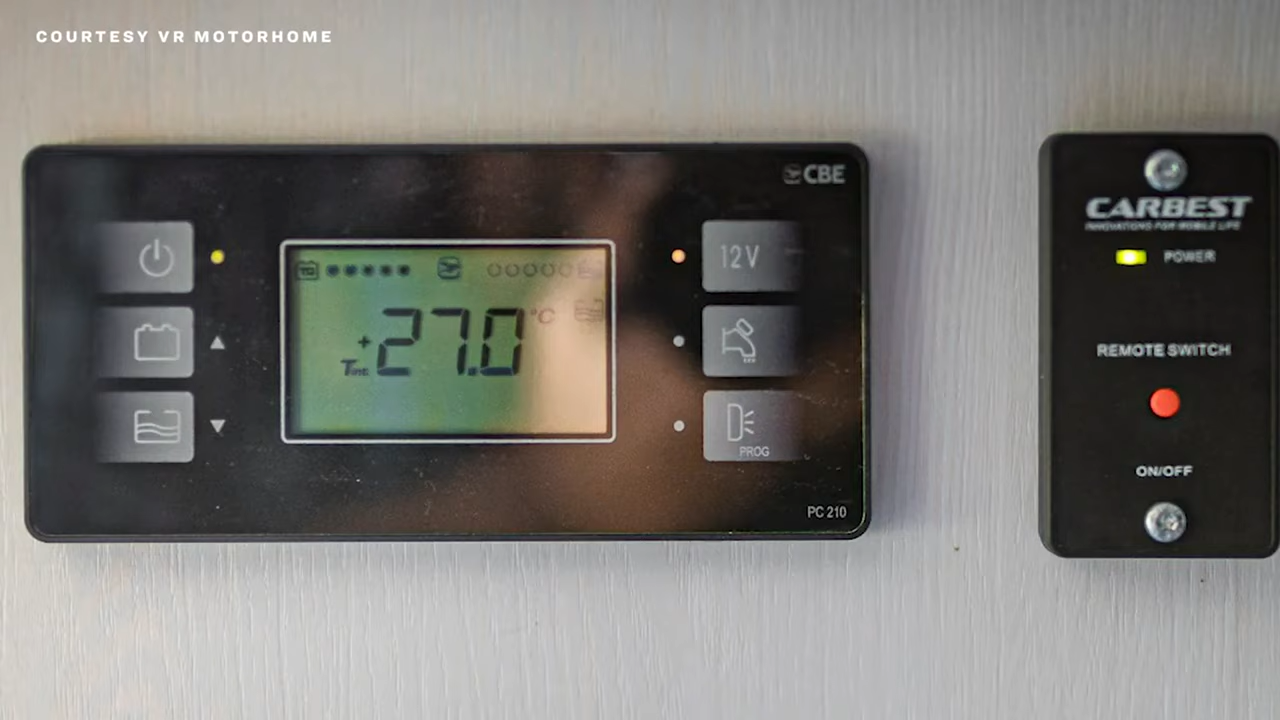 COURTESY VR MOTORHOME
CBE
12V
+27.0 °C
Tint
PROG
PC 210
CARBEST
INNOVATIONS FOR MOBILE LIFE
POWER
REMOTE SWITCH
ON/OFF